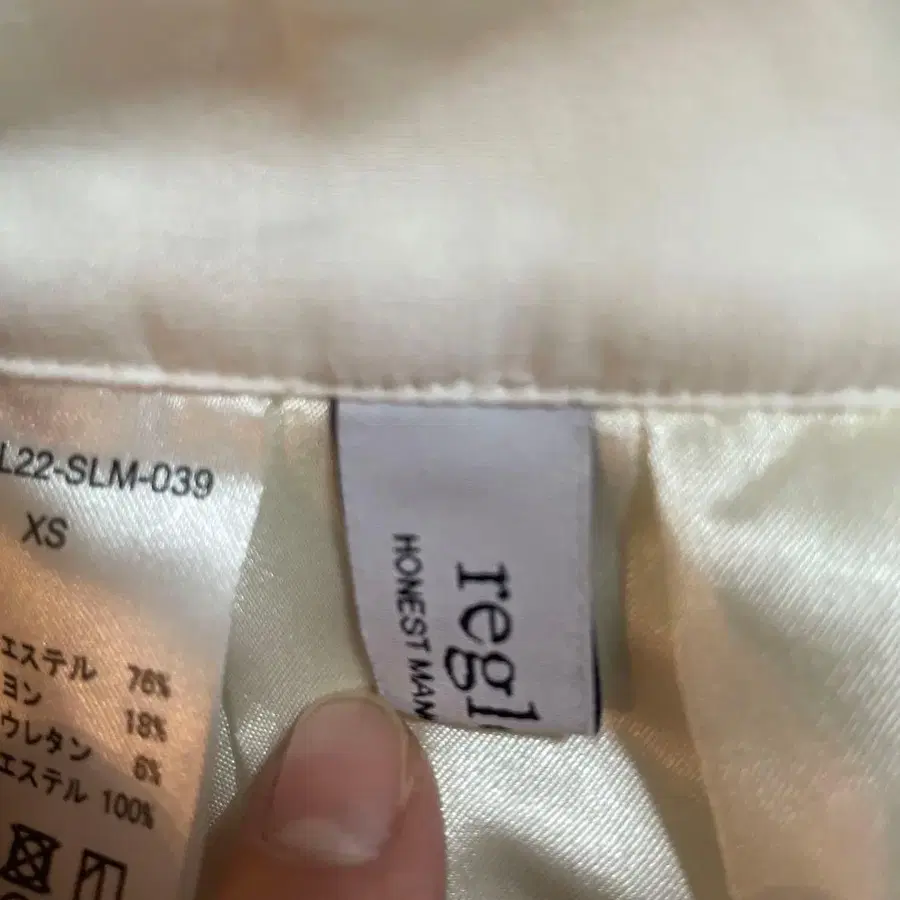 L22-SLM-039
XS
エステル 76%
ヨン 18%
ウレタン 6%
エステル 100%
regl
HONEST MAN